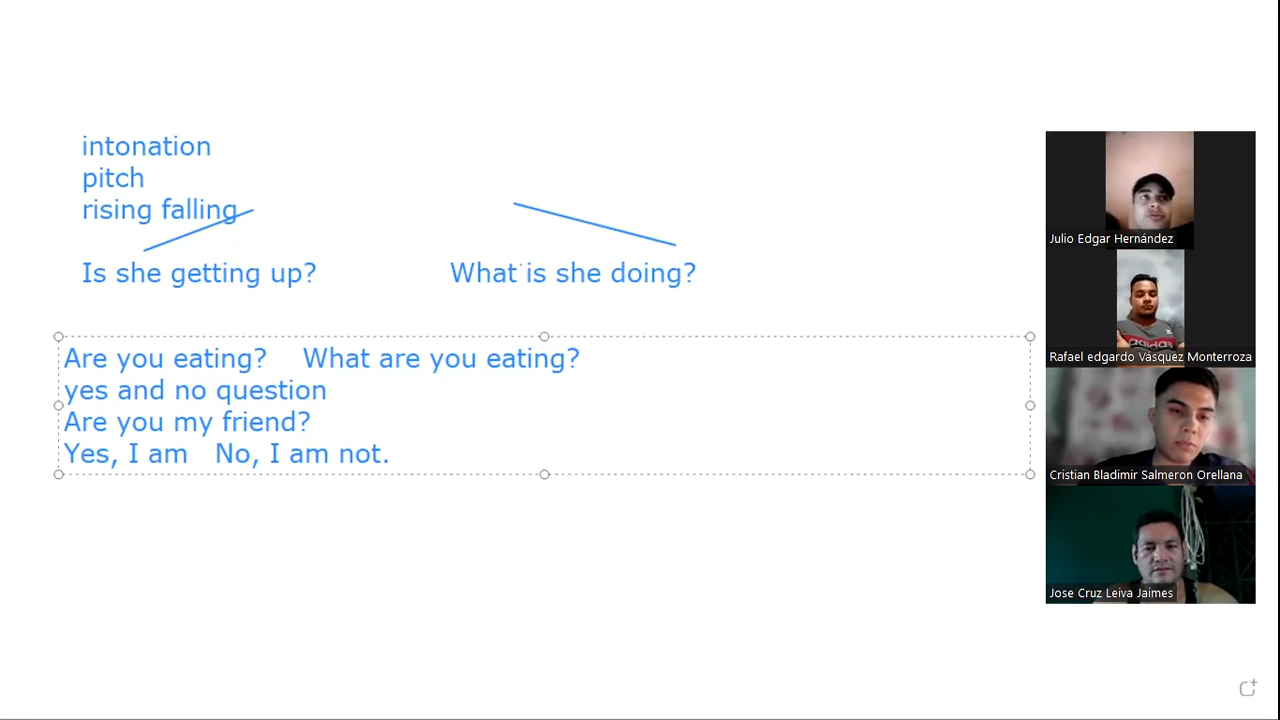 intonation
pitch
rising falling
Is she getting up? What is she doing?
Are you eating? What are you eating?
yes and no question
Are you my friend?
Yes, I am No, I am not.
Julio Edgar Hernández
Rafael edgardo Vásquez Monterroza
Cristian Bladimir Salmeron Orellana
Jose Cruz Leiva Jaimes